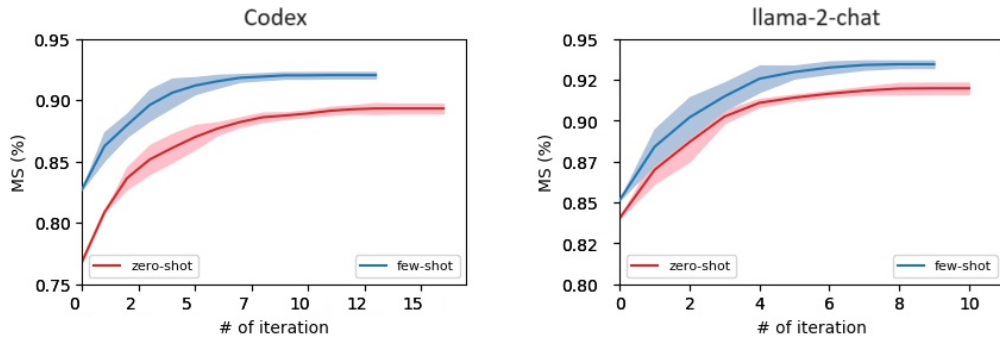 Codex
0.95
0.90
0.85
0.80
0.75
MS (%)
zero-shot
few-shot
0 2 5 7 10 12 15
# of iteration
llama-2-chat
0.95
0.92
0.90
0.87
0.85
0.82
0.80
MS (%)
zero-shot
few-shot
0 2 4 6 8 10
# of iteration